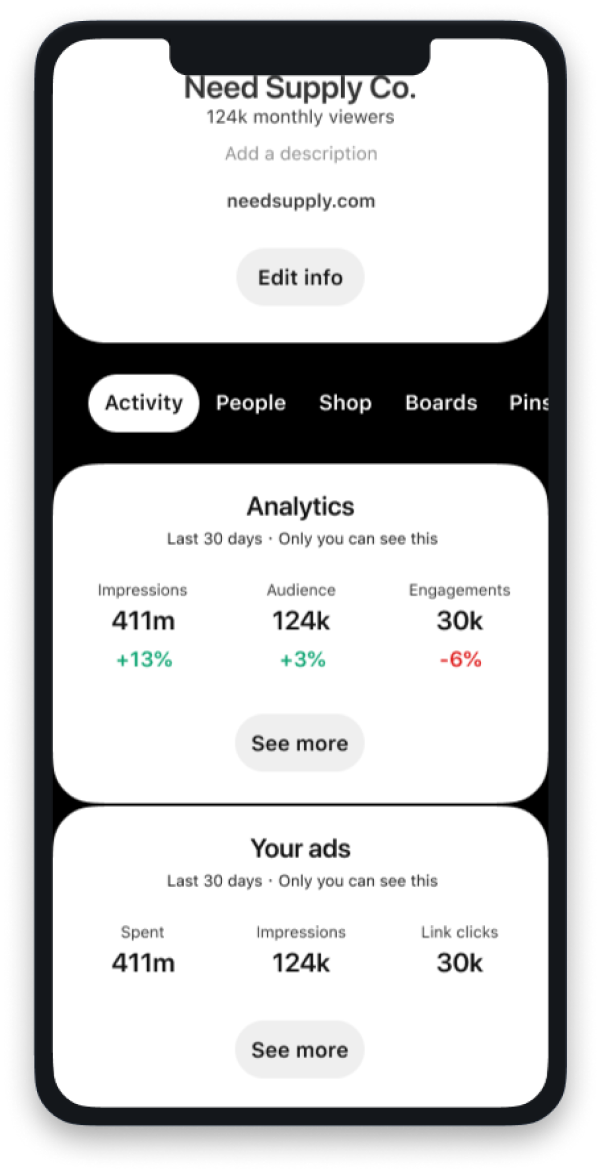 Need Supply Co.
124k monthly viewers
Add a description
needsupply.com
Edit info
Activity People Shop Boards Pins
Analytics
Last 30 days · Only you can see this
Impressions Audience Engagements
411m 124k 30k
+13% +3% -6%
See more
Your ads
Last 30 days · Only you can see this
Spent Impressions Link clicks
411m 124k 30k
See more